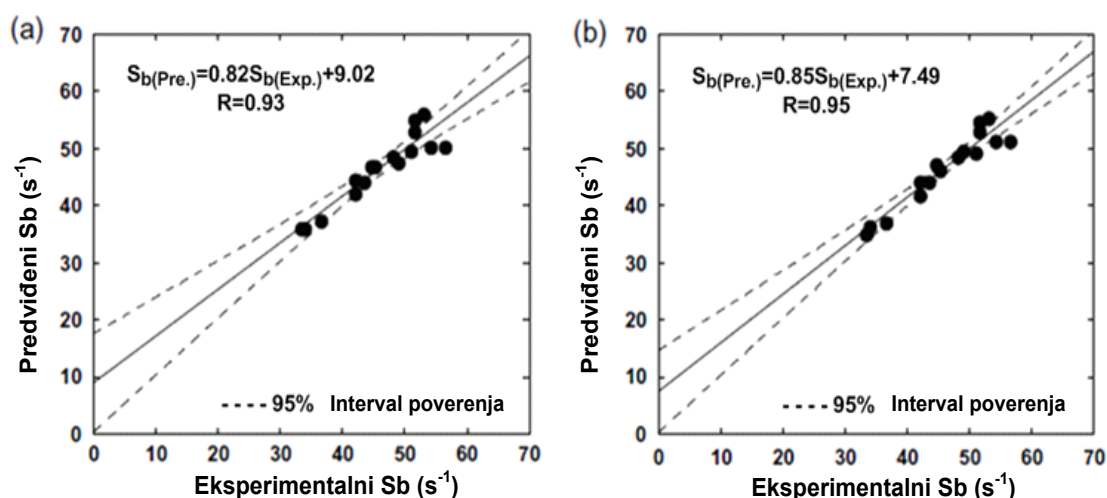 (a)
S_b(Pre.)=0.82S_b(Exp.)+9.02
R=0.93
70
60
50
40
30
20
10
0
Predviđeni Sb (s⁻¹)
95% Interval poverenja
0 10 20 30 40 50 60 70
Eksperimentalni Sb (s⁻¹)
(b)
S_b(Pre.)=0.85S_b(Exp.)+7.49
R=0.95
70
60
50
40
30
20
10
0
Predviđeni Sb (s⁻¹)
95% Interval poverenja
0 10 20 30 40 50 60 70
Eksperimentalni Sb (s⁻¹)